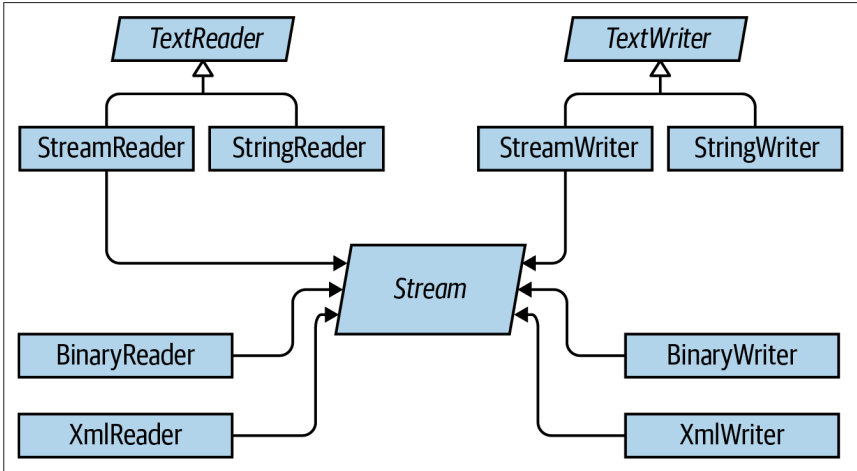 TextReader
TextWriter
StreamReader
StringReader
StreamWriter
StringWriter
Stream
BinaryReader
BinaryWriter
XmlReader
XmlWriter